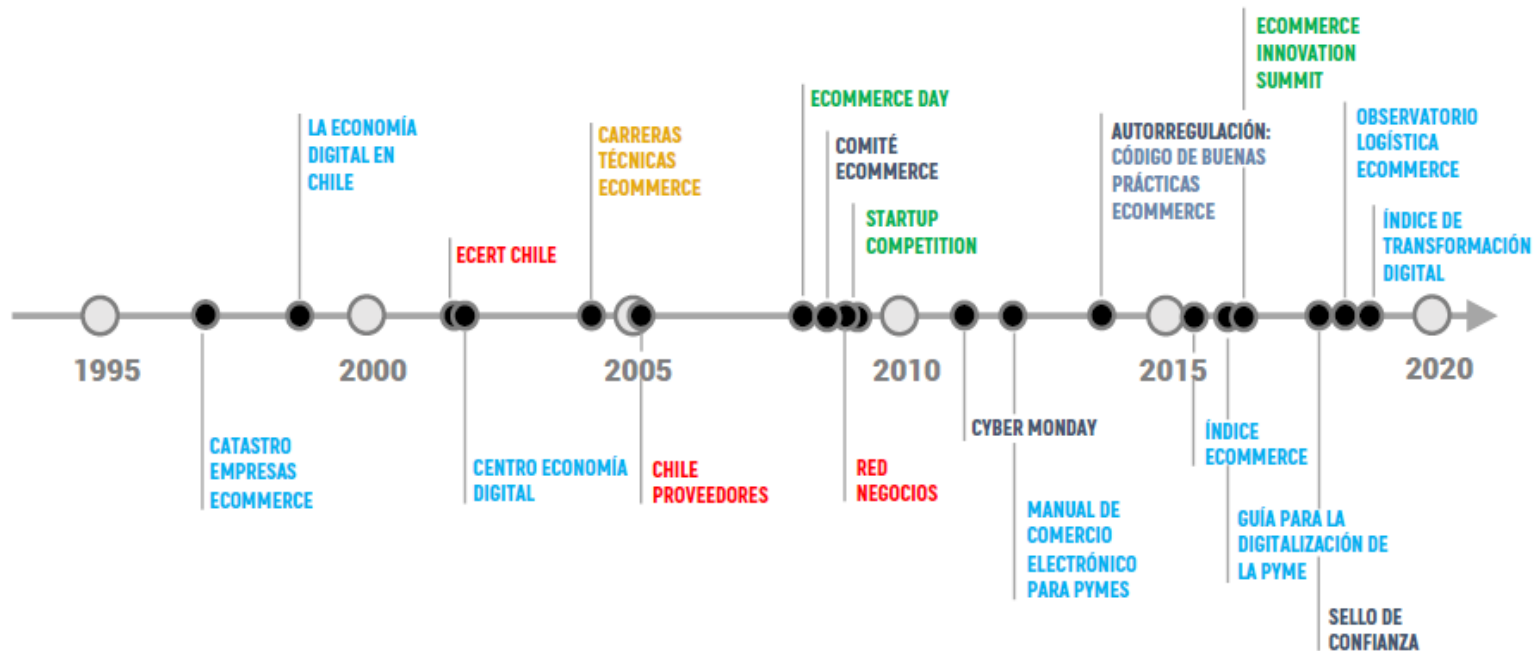 ECOMMERCE
INNOVATION
SUMMIT
ECOMMERCE DAY
LA ECONOMÍA
DIGITAL EN
CHILE
CARRERAS
TÉCNICAS
ECOMMERCE
COMITÉ
ECOMMERCE
AUTORREGULACIÓN:
CÓDIGO DE BUENAS
PRÁCTICAS
ECOMMERCE
OBSERVATORIO
LOGÍSTICA
ECOMMERCE
ECERT CHILE
STARTUP
COMPETITION
ÍNDICE DE
TRANSFORMACIÓN
DIGITAL
1995
2000
2005
2010
2015
2020
CATASTRO
EMPRESAS
ECOMMERCE
CENTRO ECONOMÍA
DIGITAL
CHILE
PROVEEDORES
RED
NEGOCIOS
CYBER MONDAY
ÍNDICE
ECOMMERCE
MANUAL DE
COMERCIO
ELECTRÓNICO
PARA PYMES
GUÍA PARA LA
DIGITALIZACIÓN DE
LA PYME
SELLO DE
CONFIANZA